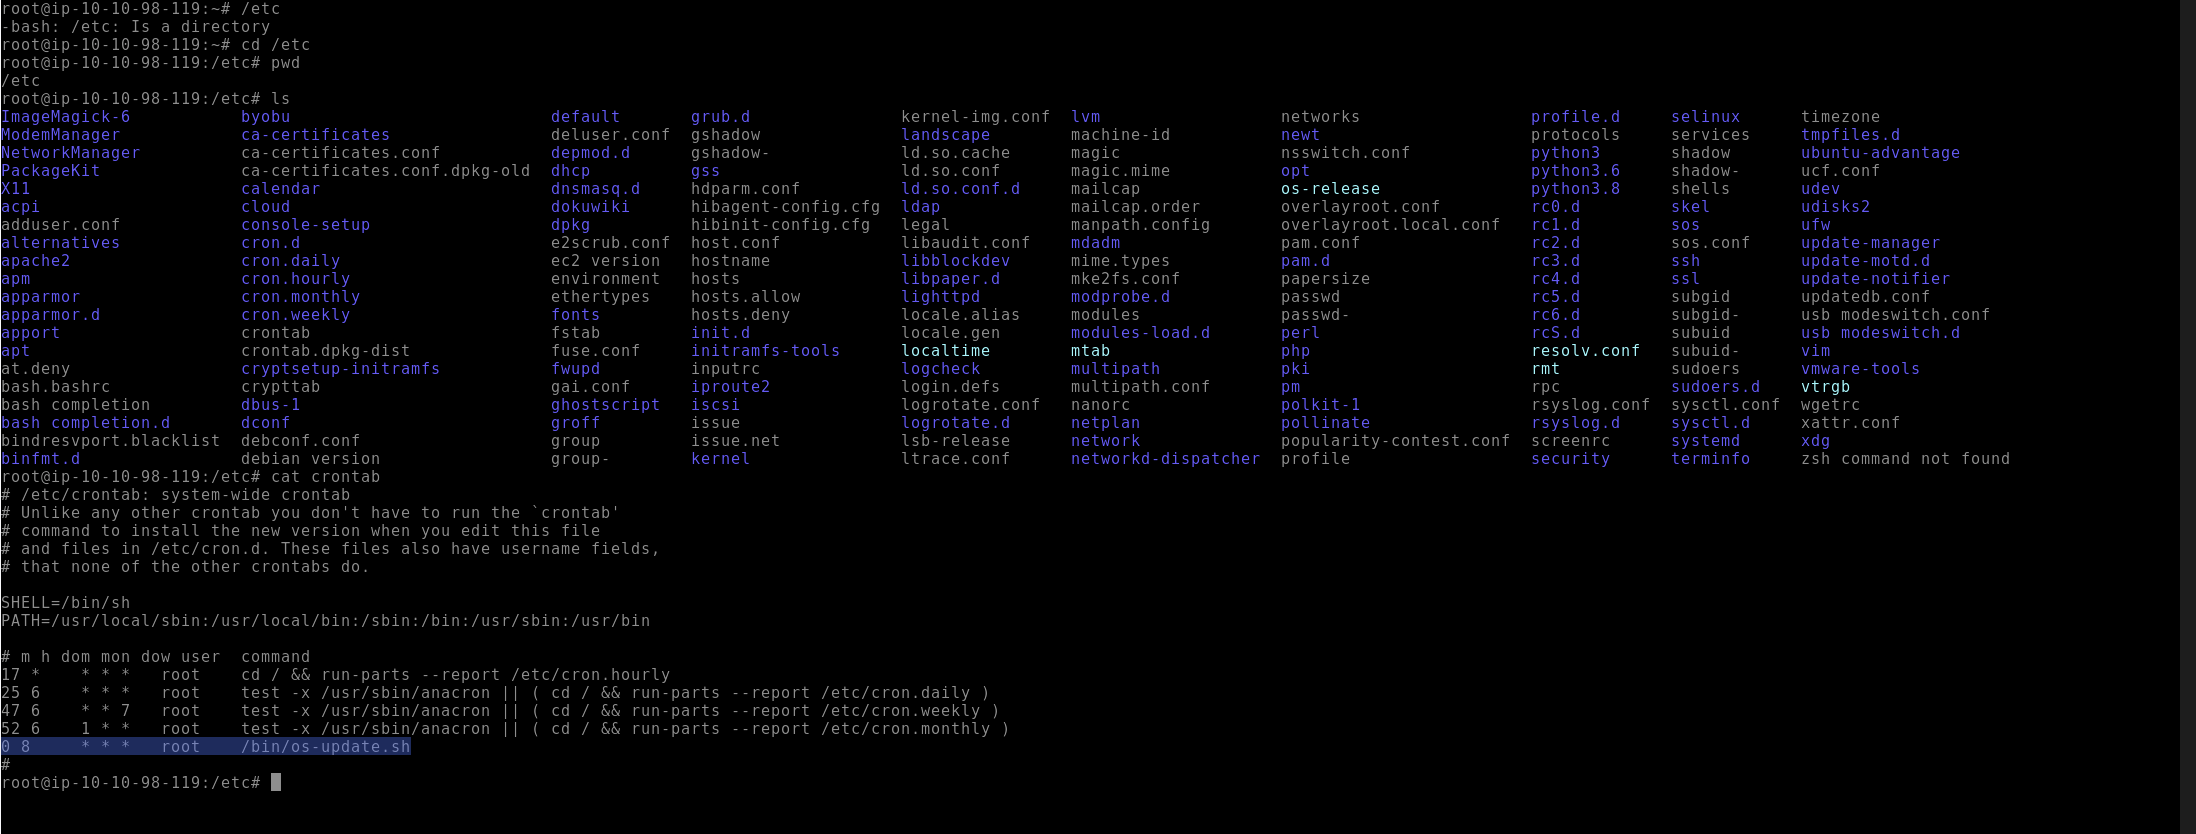 root@ip-10-10-98-119:~# /etc
-bash: /etc: Is a directory
root@ip-10-10-98-119:~# cd /etc
root@ip-10-10-98-119:/etc# pwd
/etc
root@ip-10-10-98-119:/etc# ls
ImageMagick-6 byobu default grub.d kernel-img.conf lvm networks profile.d selinux timezone
ModemManager ca-certificates deluser.conf gshadow landscape machine-id newt protocols services tmpfiles.d
NetworkManager ca-certificates.conf depmod.d gshadow- ld.so.cache magic nsswitch.conf python3 shadow ubuntu-advantage
PackageKit ca-certificates.conf.dpkg-old dhcp gss ld.so.conf magic.mime opt python3.6 shadow- ucf.conf
X11 calendar dnsmasq.d hdparm.conf ld.so.conf.d mailcap os-release python3.8 shells udev
acpi cloud dokuwiki hibagent-config.cfg ldap mailcap.order overlayroot.conf rc0.d skel udisks2
adduser.conf console-setup dpkg hibinit-config.cfg legal manpath.config overlayroot.local.conf rc1.d sos ufw
alternatives cron.d e2scrub.conf host.conf libaudit.conf mdadm pam.conf rc2.d sos.conf update-manager
apache2 cron.daily ec2 version hostname libblockdev mime.types pam.d rc3.d ssh update-motd.d
apm cron.hourly environment hosts libpaper.d mke2fs.conf papersize rc4.d ssl update-notifier
apparmor cron.monthly ethertypes hosts.allow lighttpd modprobe.d passwd rc5.d subgid updatedb.conf
apparmor.d cron.weekly fonts hosts.deny locale.alias modules passwd- rc6.d subgid- usb modeswitch.conf
apport crontab fstab init.d locale.gen modules-load.d perl rcS.d subuid usb modeswitch.d
apt crontab.dpkg-dist fuse.conf initramfs-tools localtime mtab php resolv.conf subuid- vim
at.deny cryptsetup-initramfs fwupd inputrc logcheck multipath pki rmt sudoers vmware-tools
bash.bashrc crypttab gai.conf iproute2 login.defs multipath.conf pm rpc sudoers.d vtrgb
bash completion dbus-1 ghostscript iscsi logrotate.conf nanorc polkit-1 rsyslog.conf sysctl.conf wgetrc
bash completion.d dconf groff issue logrotate.d netplan pollinate rsyslog.d sysctl.d xattr.conf
bindresvport.blacklist debconf.conf group issue.net lsb-release network popularity-contest.conf screenrc systemd xdg
binfmt.d debian version group- kernel ltrace.conf networkd-dispatcher profile security terminfo zsh command not found
root@ip-10-10-98-119:/etc# cat crontab
# /etc/crontab: system-wide crontab
# Unlike any other crontab you don't have to run the `crontab'
# command to install the new version when you edit this file
# and files in /etc/cron.d. These files also have username fields,
# that none of the other crontabs do.
SHELL=/bin/sh
PATH=/usr/local/sbin:/usr/local/bin:/sbin:/bin:/usr/sbin:/usr/bin
# m h dom mon dow user command
17 * * * * root cd / && run-parts --report /etc/cron.hourly
25 6 * * * root test -x /usr/sbin/anacron || ( cd / && run-parts --report /etc/cron.daily )
47 6 * * 7 root test -x /usr/sbin/anacron || ( cd / && run-parts --report /etc/cron.weekly )
52 6 1 * * root test -x /usr/sbin/anacron || ( cd / && run-parts --report /etc/cron.monthly )
0 8 * * * root /bin/os-update.sh
#
root@ip-10-10-98-119:/etc#